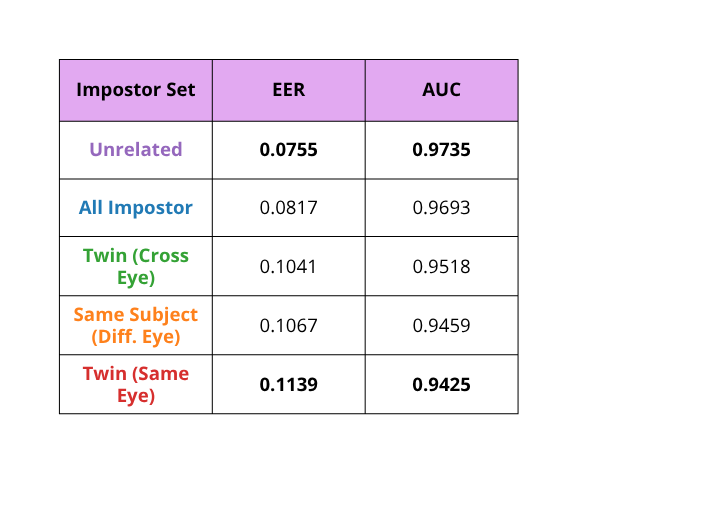 Impostor Set EER AUC
Unrelated 0.0755 0.9735
All Impostor 0.0817 0.9693
Twin (Cross
Eye) 0.1041 0.9518
Same Subject
(Diff. Eye) 0.1067 0.9459
Twin (Same
Eye) 0.1139 0.9425